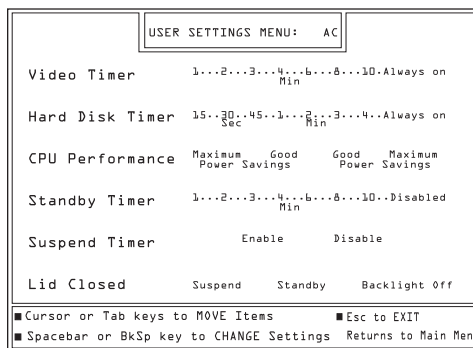 USER SETTINGS MENU: AC
Video Timer 1...2...3...4...6...8...10.Always on
Min
Hard Disk Timer 15..30..45..1...2...3...4..Always on
Sec Min
CPU Performance Maximum Good Good Maximum
Power Savings Power Savings
Standby Timer 1...2...3...4...6...8...10..Disabled
Min
Suspend Timer Enable Disable
Lid Closed Suspend Standby Backlight Off
■ Cursor or Tab keys to MOVE Items ■ Esc to EXIT
■ Spacebar or BkSp key to CHANGE Settings Returns to Main Men